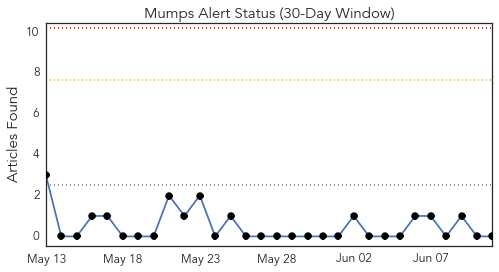 Mumps Alert Status (30-Day Window)
10
8
6
4
2
0
Articles Found
May 13
May 18
May 23
May 28
Jun 02
Jun 07